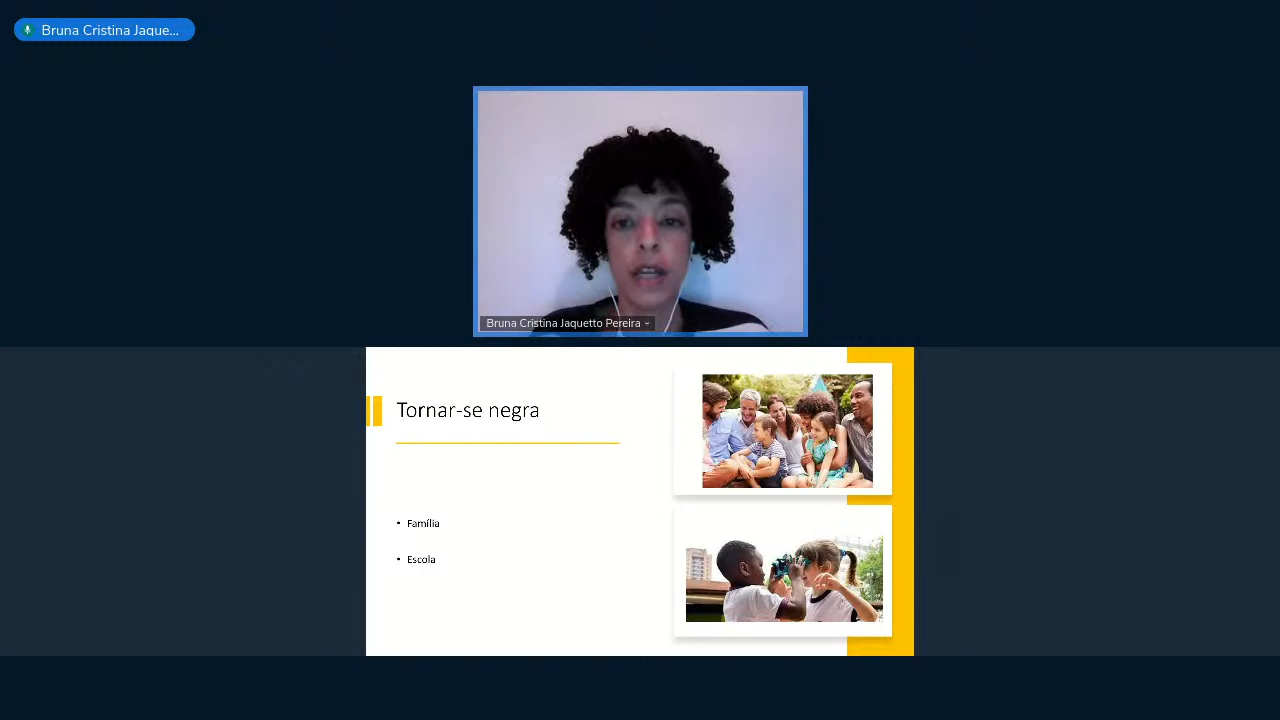 Bruna Cristina Jaque...
Bruna Cristina Jaquetto Pereira
Tornar-se negra
• Família
• Escola